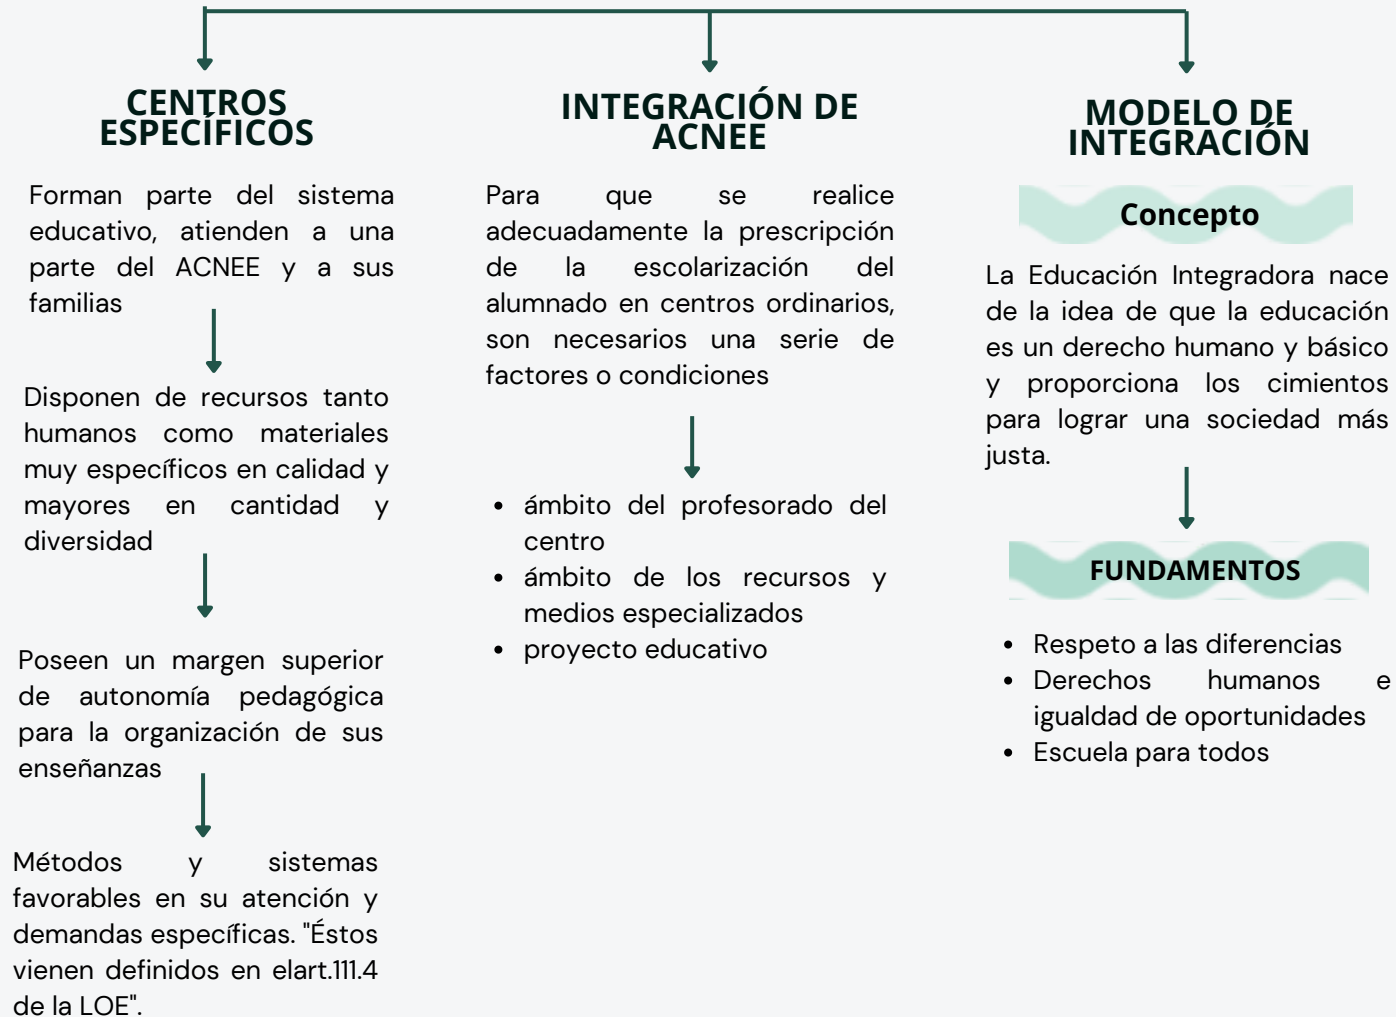 CENTROS
ESPECÍFICOS
Forman parte del sistema
educativo, atienden a una
parte del ACNEE y a sus
familias
Disponen de recursos tanto
humanos como materiales
muy específicos en calidad y
mayores en cantidad y
diversidad
Poseen un margen superior
de autonomía pedagógica
para la organización de sus
enseñanzas
Métodos y sistemas
favorables en su atención y
demandas específicas. "Éstos
vienen definidos en elart.111.4
de la LOE".
INTEGRACIÓN DE
ACNEE
Para que se realice
adecuadamente la prescripción
de la escolarización del
alumnado en centros ordinarios,
son necesarios una serie de
factores o condiciones
• ámbito del profesorado del
centro
• ámbito de los recursos y
medios especializados
• proyecto educativo
MODELO DE
INTEGRACIÓN
Concepto
La Educación Integradora nace
de la idea de que la educación
es un derecho humano y básico
y proporciona los cimientos
para lograr una sociedad más
justa.
FUNDAMENTOS
• Respeto a las diferencias
• Derechos humanos e
igualdad de oportunidades
• Escuela para todos